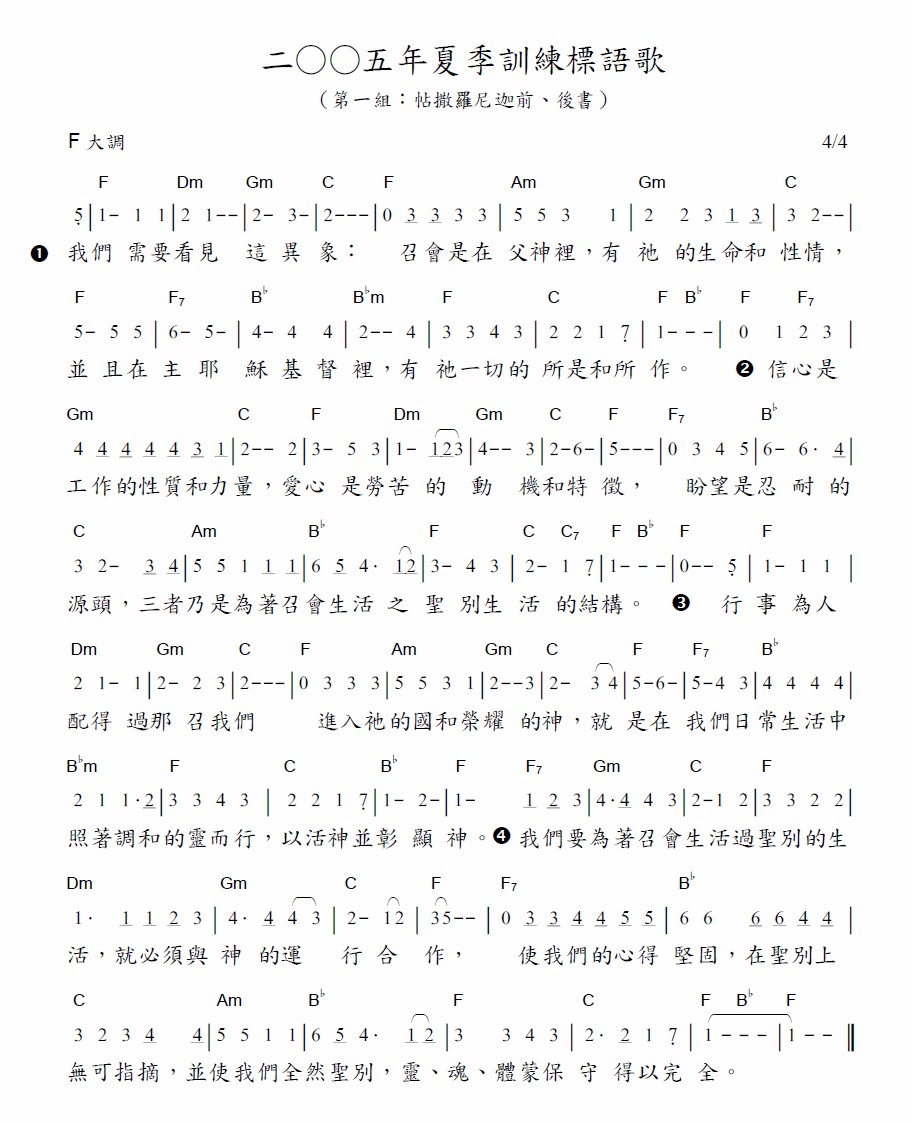 二〇〇五年夏季訓練標語歌
（第一組：帖撒羅尼迦前、後書）
F 大調 4/4
F Dm Gm C F Am Gm C
5̣|1- 1 1|2 1--|2- 3-|2---|0 3̲ 3̲ 3 3|5 5 3 1|2 2 3 1̲ 3̲|3 2--|
❶ 我們 需要看見 這 異 象： 召會是在 父神裡，有 祂 的生命和 性情，
F F7 B♭ B♭m F C F B♭ F F7
5- 5 5|6- 5-|4- 4 4|2-- 4|3 3 4 3|2 2 1 7̣|1---|0 1 2 3|
並 且在 主 耶 穌 基 督 裡，有 祂一切的 所是和所 作。 ❷ 信心是
Gm C F Dm Gm C F F7 B♭
4 4̲ 4̲ 4̲ 4̲ 3̲ 1̲|2-- 2|3- 5 3|1- 1̲2̲3|4-- 3|2-6-|5---|0 3 4 5|6- 6· 4̲|
工作的性質和力量，愛心 是勞苦 的 動 機和特 徵， 盼望是忍 耐 的
C Am B♭ F C C7 F B♭ F F
3 2- 3̲ 4̲|5 5 1 1̲ 1̲|6 5̲ 4· 1̲2̲|3- 4 3|2- 1 7̣|1---|0-- 5̣|1- 1 1|
源頭，三者乃是為著召會生活 之 聖 別生 活 的結構。 ❸ 行 事 為人
Dm Gm C F Am Gm C F F7 B♭
2 1- 1|2- 2 3|2---|0 3 3 3|5 5 3 1|2--3|2- 3 4|5-6-|5-4 3|4 4 4 4|
配得 過那 召我們 進入祂的國和榮耀 的神，就 是在 我們日常生活中
B♭m F C B♭ F F7 Gm C F
2 1 1·2̲|3 3 4 3|2 2 1 7̣|1- 2-|1- 1̲ 2̲ 3|4·4̲ 4 3|2-1 2|3 3 2 2|
照著調和的靈而行，以活神並彰 顯 神。❹ 我們要為著召會生活過聖別的生
Dm Gm C F F7 B♭
1· 1̲ 1̲ 2̲ 3|4· 4̲ 4 3|2- 1 2|3 5--|0 3̲ 3̲ 4̲ 4̲ 5̲ 5̲|6 6 6̲ 6̲ 4̲ 4̲|
活，就必須與 神 的運 行 合 作， 使我們的心得 堅固，在聖別上
C Am B♭ F C F B♭ F
3 2 3 4̲ 4̲|5 5 1 1|6 5̲ 4· 1̲ 2̲|3 3 4 3|2· 2̲ 1 7̣|1---|1--‖
無可指摘，並使我們全然聖別，靈、魂、體蒙保 守 得以完 全。